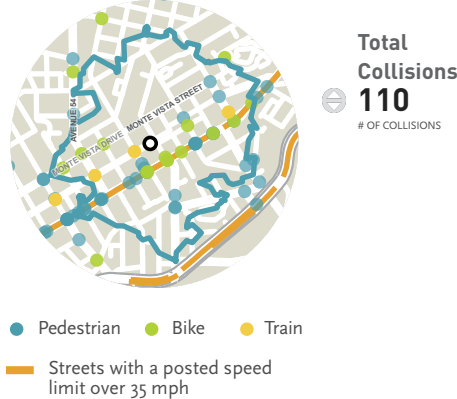 Total
Collisions
110
# OF COLLISIONS
AVENUE 54
MONTE VISTA DRIVE
MONTE VISTA STREET
Pedestrian
Bike
Train
Streets with a posted speed
limit over 35 mph